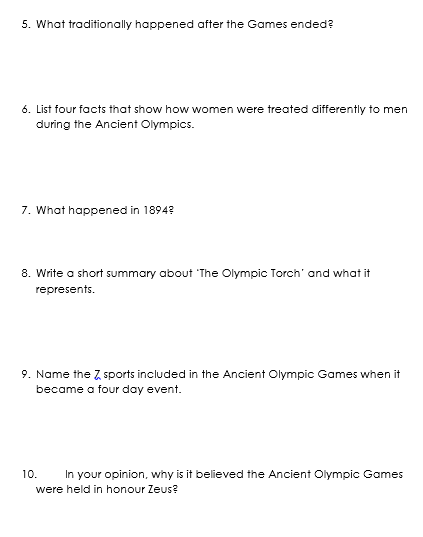 5. What traditionally happened after the Games ended?
6. List four facts that show how women were treated differently to men
during the Ancient Olympics.
7. What happened in 1894?
8. Write a short summary about 'The Olympic Torch' and what it
represents.
9. Name the 7 sports included in the Ancient Olympic Games when it
became a four day event.
10. In your opinion, why is it believed the Ancient Olympic Games
were held in honour Zeus?